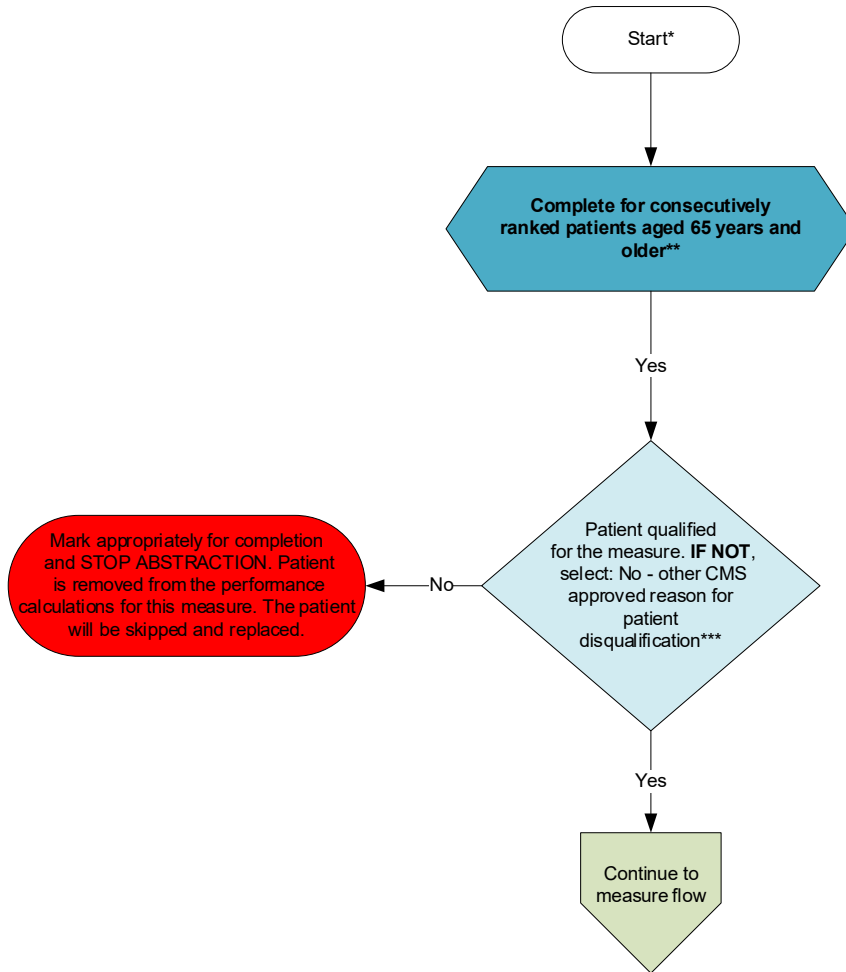 Start*
Complete for consecutively
ranked patients aged 65 years and
older**
Yes
Patient qualified
for the measure. IF NOT,
select: No - other CMS
approved reason for
patient
disqualification***
No
Mark appropriately for completion
and STOP ABSTRACTION. Patient
is removed from the performance
calculations for this measure. The patient
will be skipped and replaced.
Yes
Continue to
measure flow